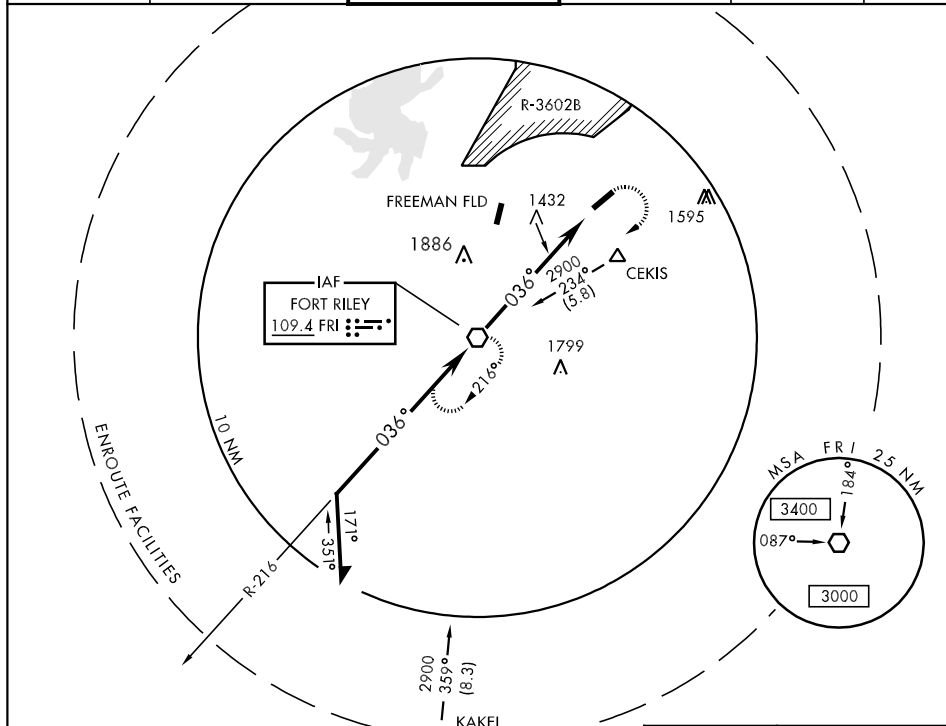 R-3602B
FREEMAN FLD
1432
1595
1886
CEKIS
2900
234°
(5.8)
036°
IAF
FORT RILEY
109.4 FRI
1799
216°
036°
10 NM
ENROUTE FACILITIES
171°
351°
R-216
MSA FRI 25 NM
184°
3400
087°
3000
2900
359°
(8.3)
KAKEL